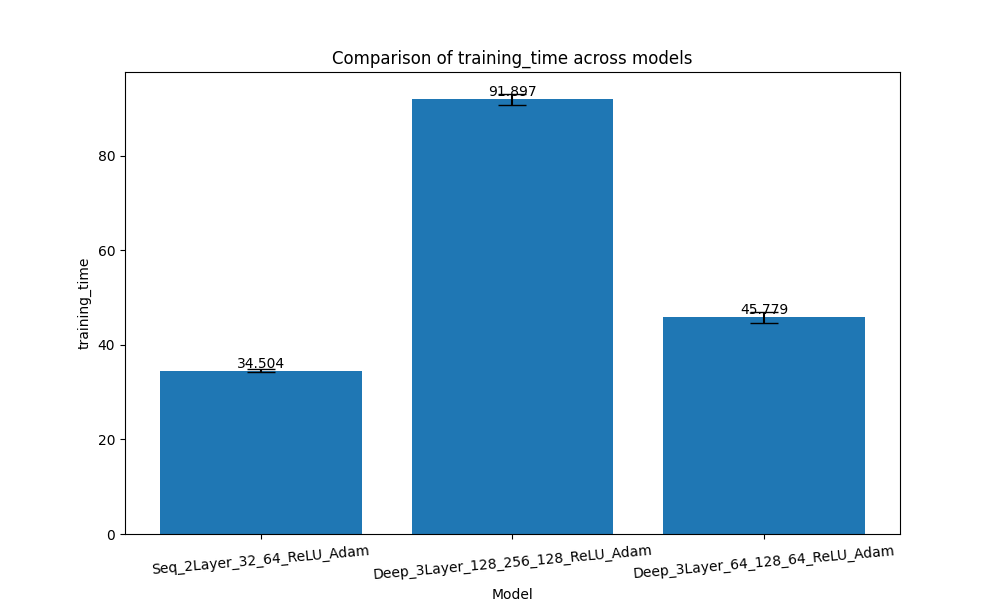 Comparison of training_time across models
training_time
80
60
40
20
0
34.504
91.897
45.779
Seq_2Layer_32_64_ReLU_Adam
Deep_3Layer_128_256_128_ReLU_Adam
Deep_3Layer_64_128_64_ReLU_Adam
Model